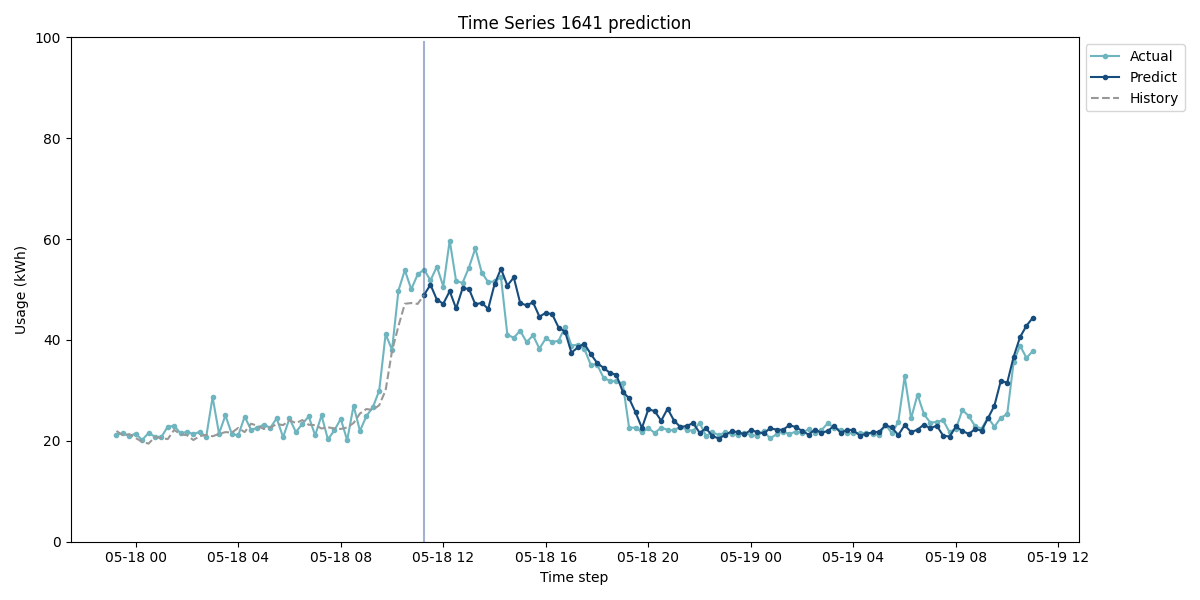 Time Series 1641 prediction
100
80
60
40
20
0
Usage (kWh)
05-18 00
05-18 04
05-18 08
05-18 12
05-18 16
05-18 20
05-19 00
05-19 04
05-19 08
05-19 12
Time step
Actual
Predict
History